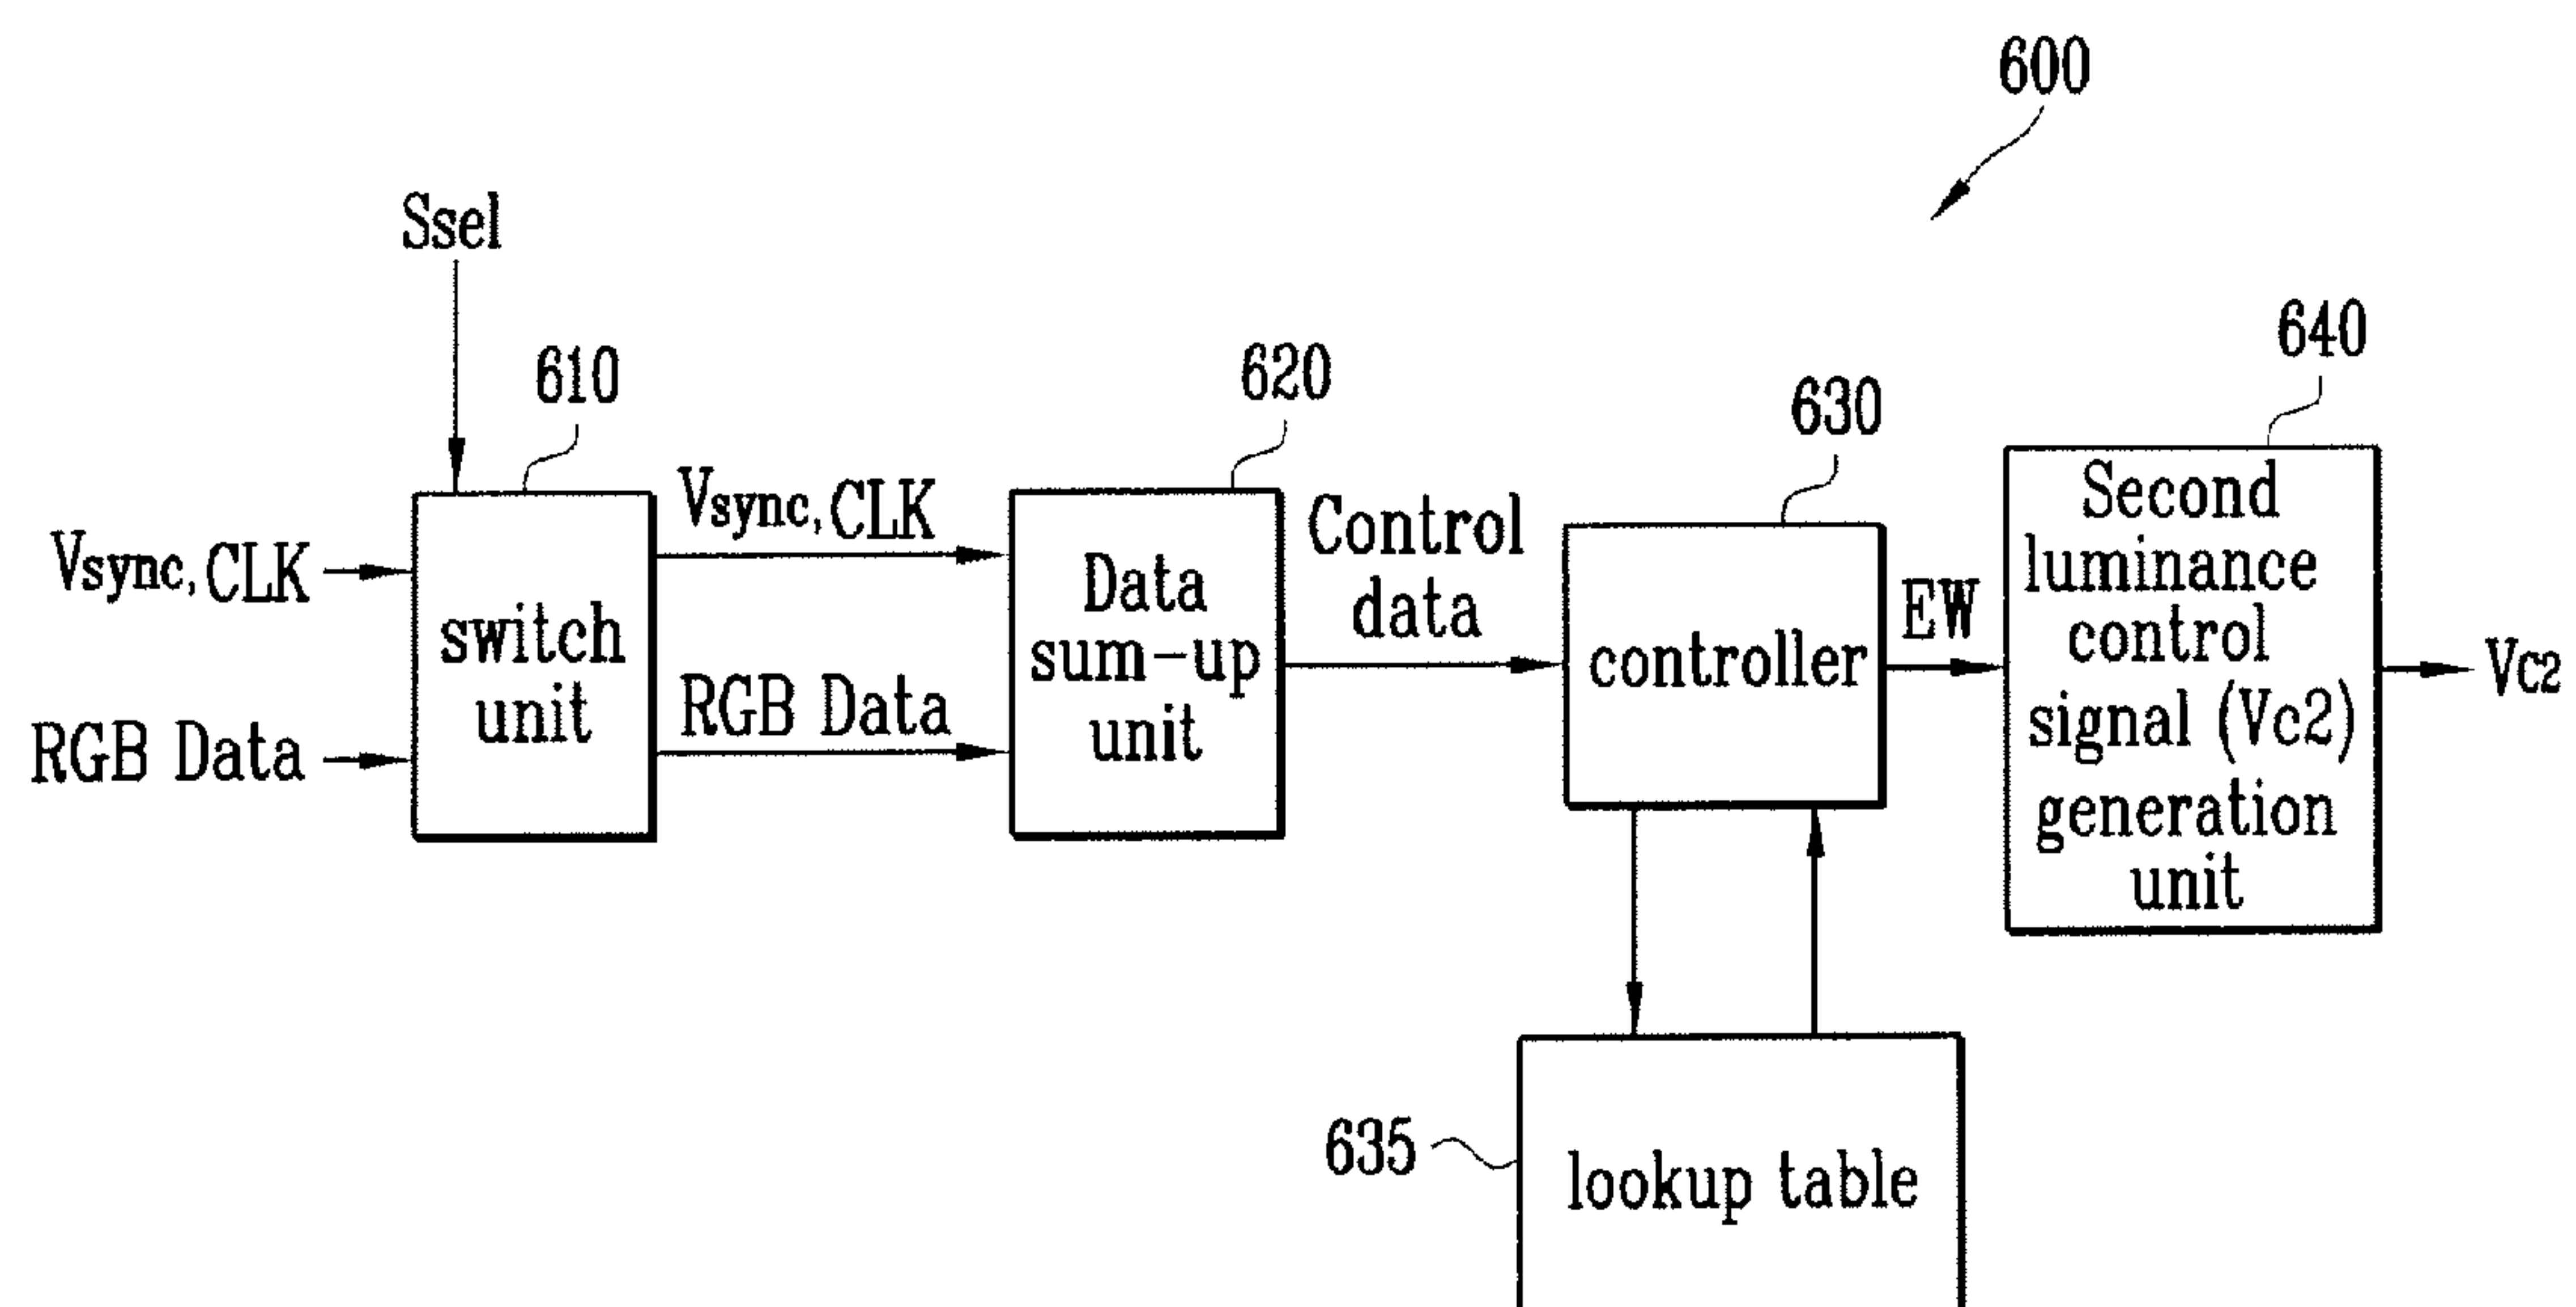 600
Ssel
610
620
630
640
Vsync, CLK
RGB Data
switch
unit
Vsync, CLK
RGB Data
Data
sum-up
unit
Control
data
controller
EW
Second
luminance
control
signal (Vc2)
generation
unit
Vc2
635
lookup table